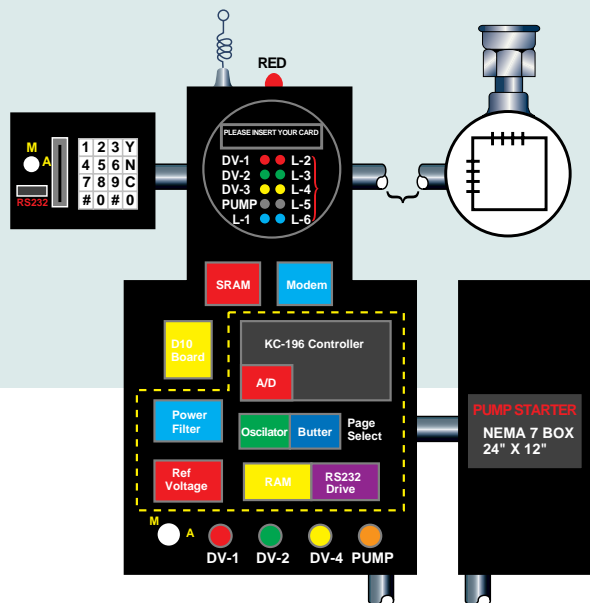 RED
PLEASE INSERT YOUR CARD
DV-1 L-2
DV-2 L-3
DV-3 L-4
PUMP L-5
L-1 L-6
M
A
RS232
1 2 3 Y
4 5 6 N
7 8 9 C
# 0 # 0
SRAM
Modem
D10
Board
KC-196 Controller
A/D
Power
Filter
Oscilator
Butter
Page
Select
Ref
Voltage
RAM
RS232
Drive
M
A
DV-1 DV-2 DV-4 PUMP
PUMP STARTER
NEMA 7 BOX
24" X 12"